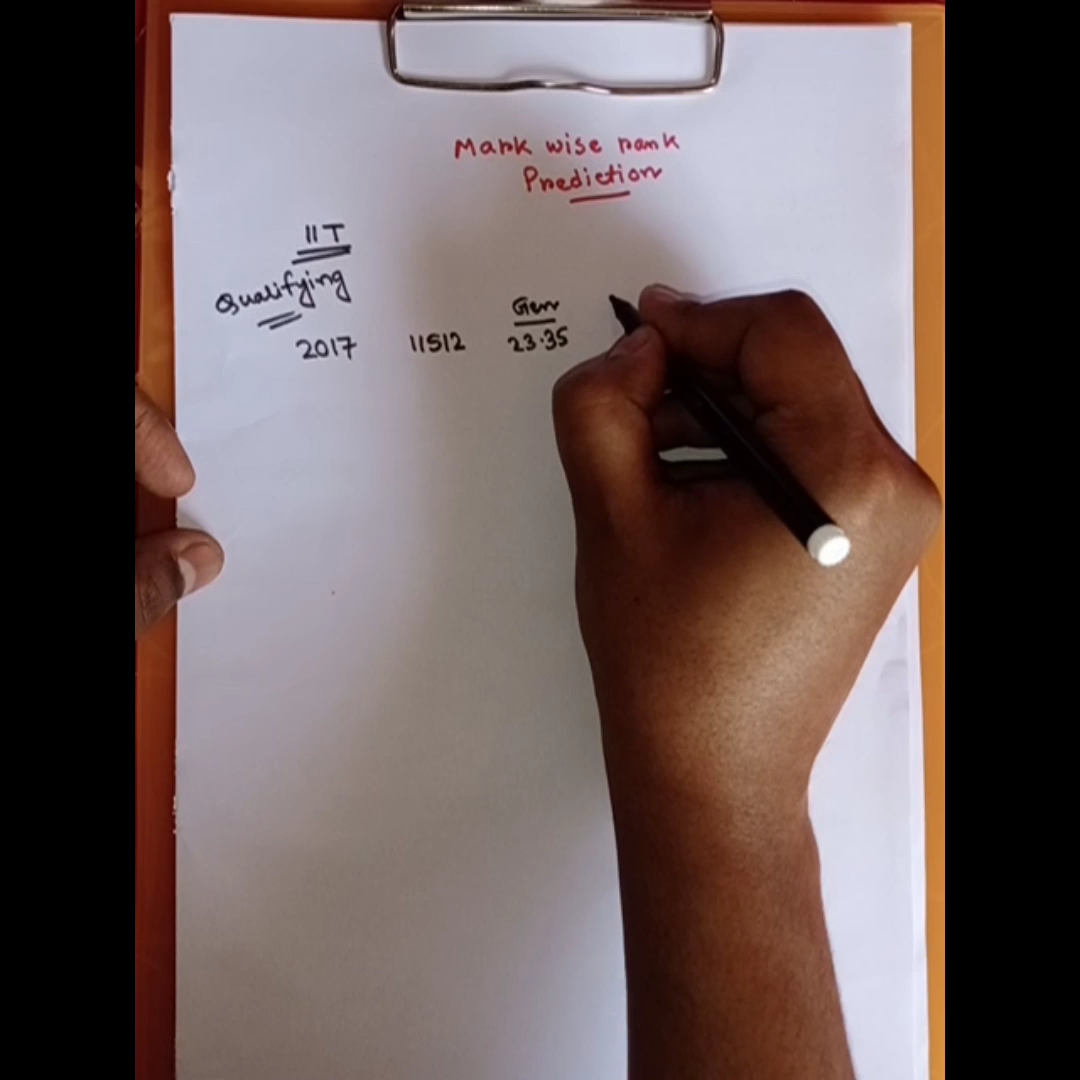 Mark wise rank
Prediction
IIT
Qualifying
Gen
2017 11512 23.35